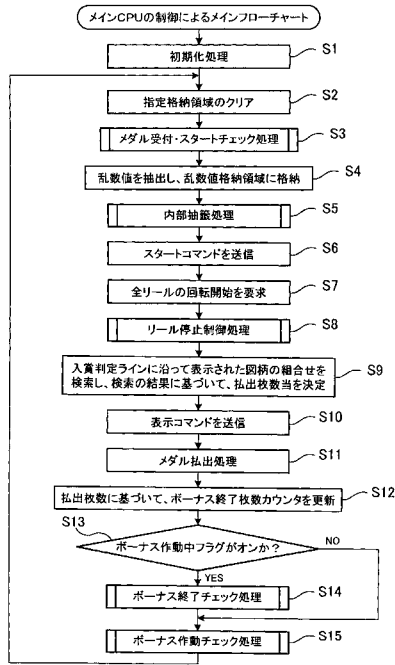 メインCPUの制御によるメインフローチャート
初期化処理
S1
指定格納領域のクリア
S2
メダル受付・スタートチェック処理
S3
乱数値を抽出し、乱数値格納領域に格納
S4
内部抽籤処理
S5
スタートコマンドを送信
S6
全リールの回転開始を要求
S7
リール停止制御処理
S8
入賞判定ラインに沿って表示された図柄の組合せを
検索し、検索の結果に基づいて、払出枚数当を決定
S9
表示コマンドを送信
S10
メダル払出処理
S11
払出枚数に基づいて、ボーナス終了枚数カウンタを更新
S12
S13
ボーナス作動中フラグがオンか？
NO
YES
ボーナス終了チェック処理
S14
ボーナス作動チェック処理
S15